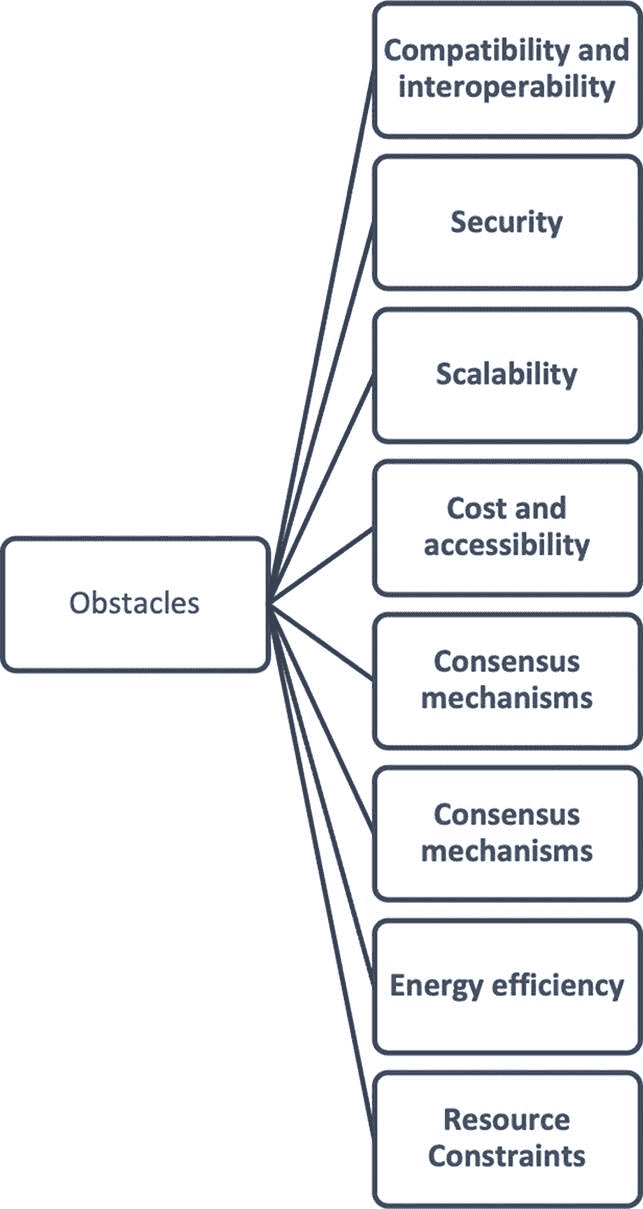 Compatibility and
interoperability
Security
Scalability
Cost and
accessibility
Obstacles
Consensus
mechanisms
Consensus
mechanisms
Energy efficiency
Resource
Constraints